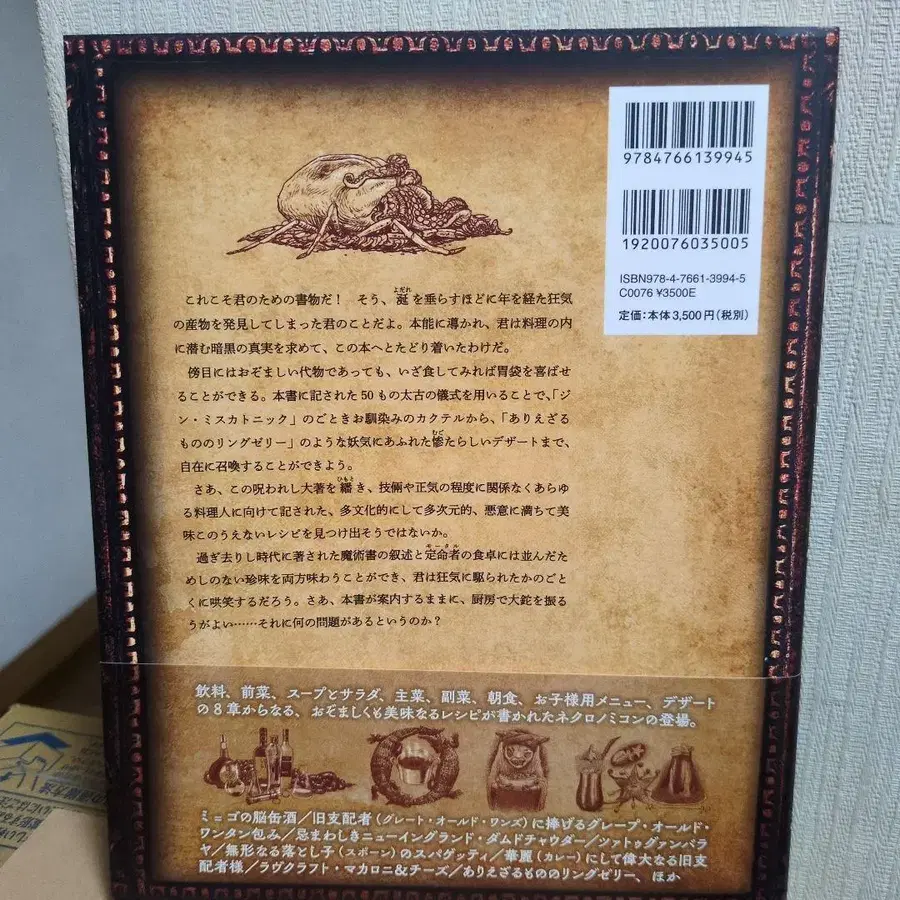 9784766139945
1920076035005
ISBN978-4-7661-3994-5
C0076 ¥3500E
定価:本体3,500円(税別)
これこそ君のための書物だ! そう、涎を垂らすほどに年を経た狂気
よだれ
の産物を発見してしまった君のことだよ。本能に導かれ、君は料理の内
に潜む暗黒の真実を求めて、この本へとたどり着いたわけだ。
傍目にはおぞましい代物であっても、いざ食してみれば胃袋を喜ばせ
ることができる。本書に記された50もの太古の儀式を用いることで、「ジ
ン・ミスカトニック」のごときお馴染みのカクテルから、「ありえざる
もののリングゼリー」のような妖気にあふれた惨たらしいデザートまで、
むご
自在に召喚することができよう。
さあ、この呪われし大著を繙き、技倆や正気の程度に関係なくあらゆ
ひもと
る料理人に向けて記された、多文化的にして多次元的、悪意に満ちて美
味このうえないレシピを見つけ出そうではないか。
過ぎ去りし時代に著された魔術書の叙述と定命者の食卓には並んだた
モータル
めしのない珍味を両方味わうことができ、君は狂気に駆られたかのごと
くに哄笑するだろう。さあ、本書が案内するままに、厨房で大鉈を振る
うがよい……それに何の問題があるというのか?
飲料、前菜、スープとサラダ、主菜、副菜、朝食、お子様用メニュー、デザート
の8章からなる、おぞましくも美味なるレシピが書かれたネクロノミコンの登場。
ミ=ゴの脳缶酒/旧支配者(グレート・オールド・ワンズ)に捧げるグレープ・オールド・
ワンタン包み/忌まわしきニューイングランド・ダムドチャウダー/ツァトゥグァンバラ
ヤ/無形なる落とし子(スポーン)のスパゲッティ/華麗(カレー)にして偉大なる旧支
配者様/ラヴクラフト・マカロニ&チーズ/ありえざるもののリングゼリー、ほか